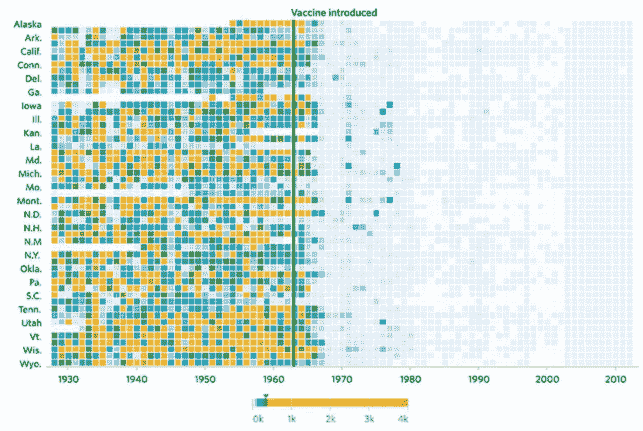 Vaccine introduced
Alaska
Ark.
Calif.
Conn.
Del.
Ga.
Iowa
Ill.
Kan.
La.
Md.
Mich.
Mo.
Mont.
N.D.
N.H.
N.M
N.Y.
Okla.
Pa.
S.C.
Tenn.
Utah
Vt.
Wis.
Wyo.
1930 1940 1950 1960 1970 1980 1990 2000 2010
0k 1k 2k 3k 4k